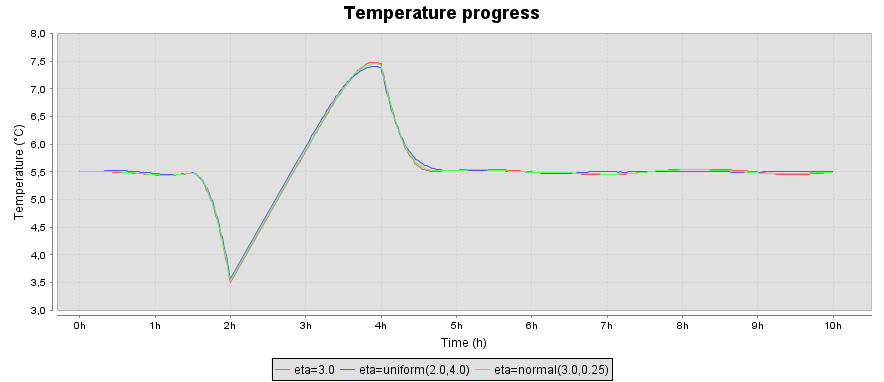 Temperature progress
8,0
7,5
7,0
6,5
6,0
5,5
5,0
4,5
4,0
3,5
3,0
Temperature (°C)
0h 1h 2h 3h 4h 5h 6h 7h 8h 9h 10h
Time (h)
eta=3.0 eta=uniform(2.0,4.0) eta=normal(3.0,0.25)